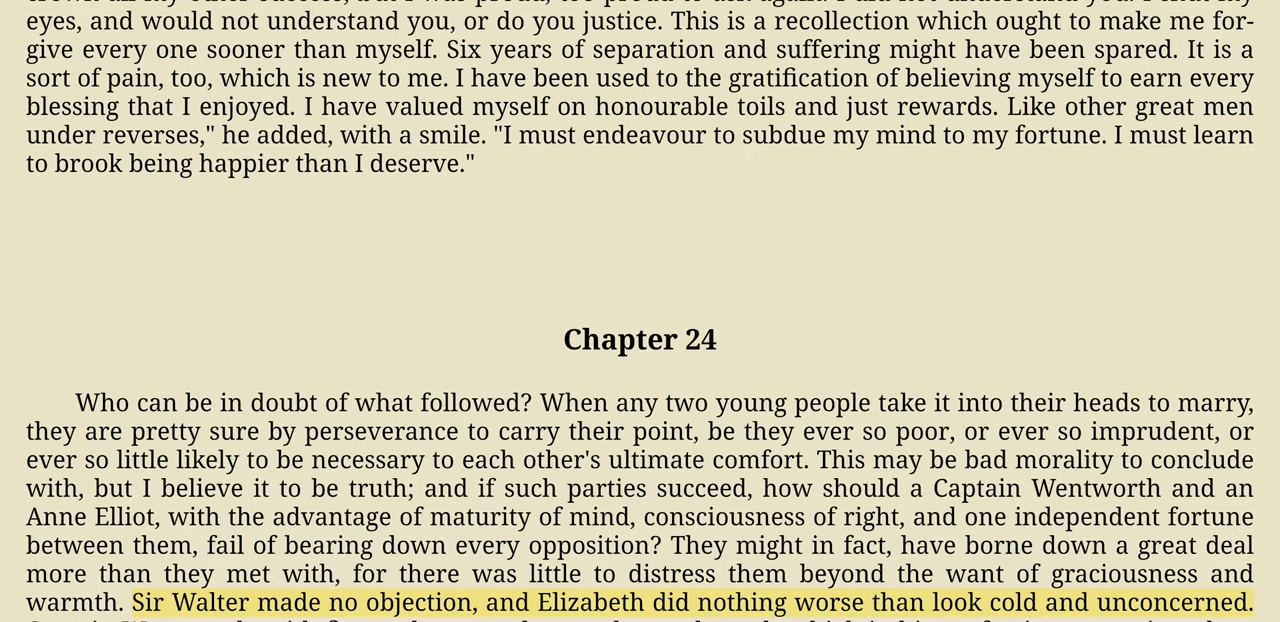 eyes, and would not understand you, or do you justice. This is a recollection which ought to make me for-
give every one sooner than myself. Six years of separation and suffering might have been spared. It is a
sort of pain, too, which is new to me. I have been used to the gratification of believing myself to earn every
blessing that I enjoyed. I have valued myself on honourable toils and just rewards. Like other great men
under reverses," he added, with a smile. "I must endeavour to subdue my mind to my fortune. I must learn
to brook being happier than I deserve."
Chapter 24
Who can be in doubt of what followed? When any two young people take it into their heads to marry,
they are pretty sure by perseverance to carry their point, be they ever so poor, or ever so imprudent, or
ever so little likely to be necessary to each other's ultimate comfort. This may be bad morality to conclude
with, but I believe it to be truth; and if such parties succeed, how should a Captain Wentworth and an
Anne Elliot, with the advantage of maturity of mind, consciousness of right, and one independent fortune
between them, fail of bearing down every opposition? They might in fact, have borne down a great deal
more than they met with, for there was little to distress them beyond the want of graciousness and
warmth. Sir Walter made no objection, and Elizabeth did nothing worse than look cold and unconcerned.